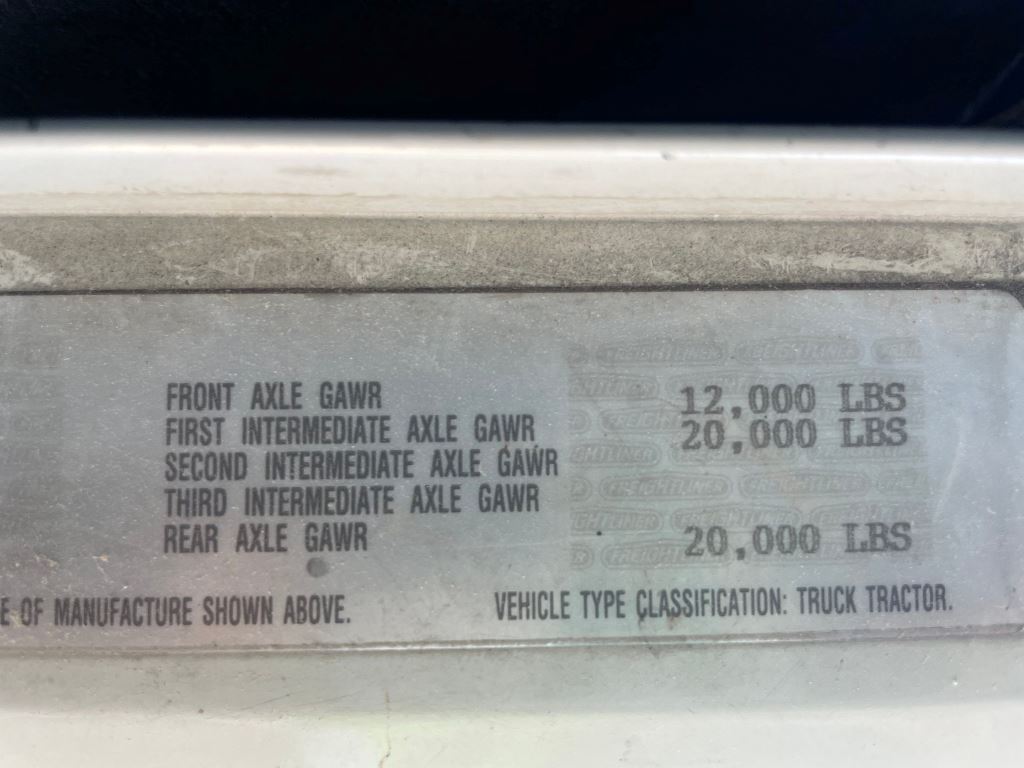 FRONT AXLE GAWR 12,000 LBS
FIRST INTERMEDIATE AXLE GAWR 20,000 LBS
SECOND INTERMEDIATE AXLE GAWR
THIRD INTERMEDIATE AXLE GAWR
REAR AXLE GAWR 20,000 LBS
E OF MANUFACTURE SHOWN ABOVE. VEHICLE TYPE CLASSIFICATION: TRUCK TRACTOR.